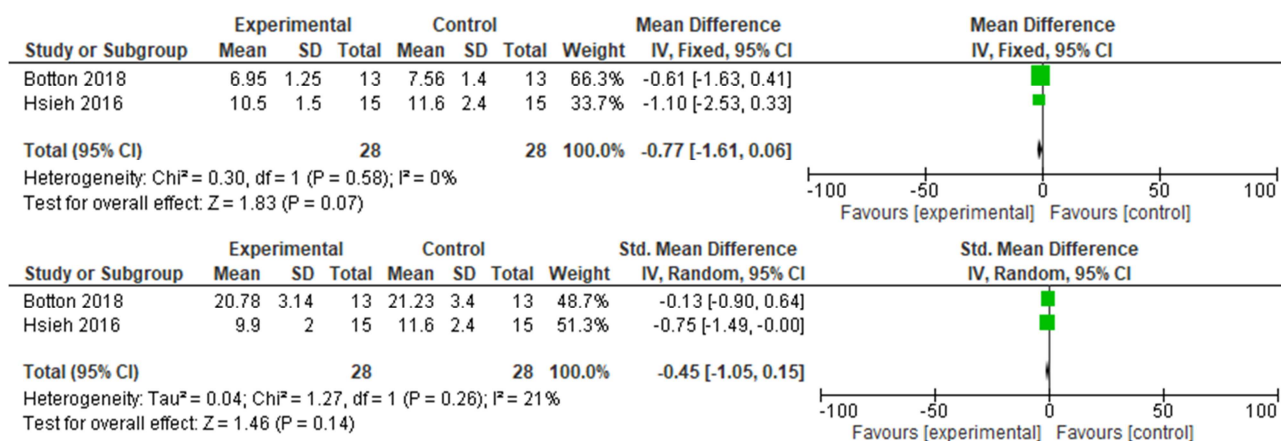 Experimental Control Mean Difference Mean Difference
Study or Subgroup Mean SD Total Mean SD Total Weight IV, Fixed, 95% CI IV, Fixed, 95% CI
Botton 2018 6.95 1.25 13 7.56 1.4 13 66.3% -0.61 [-1.63, 0.41]
Hsieh 2016 10.5 1.5 15 11.6 2.4 15 33.7% -1.10 [-2.53, 0.33]
Total (95% CI) 28 28 100.0% -0.77 [-1.61, 0.06]
Heterogeneity: Chi² = 0.30, df = 1 (P = 0.58); I² = 0%
Test for overall effect: Z = 1.83 (P = 0.07)
-100 -50 0 50 100
Favours [experimental] Favours [control]
Experimental Control Std. Mean Difference Std. Mean Difference
Study or Subgroup Mean SD Total Mean SD Total Weight IV, Random, 95% CI IV, Random, 95% CI
Botton 2018 20.78 3.14 13 21.23 3.4 13 48.7% -0.13 [-0.90, 0.64]
Hsieh 2016 9.9 2 15 11.6 2.4 15 51.3% -0.75 [-1.49, -0.00]
Total (95% CI) 28 28 100.0% -0.45 [-1.05, 0.15]
Heterogeneity: Tau² = 0.04; Chi² = 1.27, df = 1 (P = 0.26); I² = 21%
Test for overall effect: Z = 1.46 (P = 0.14)
-100 -50 0 50 100
Favours [experimental] Favours [control]